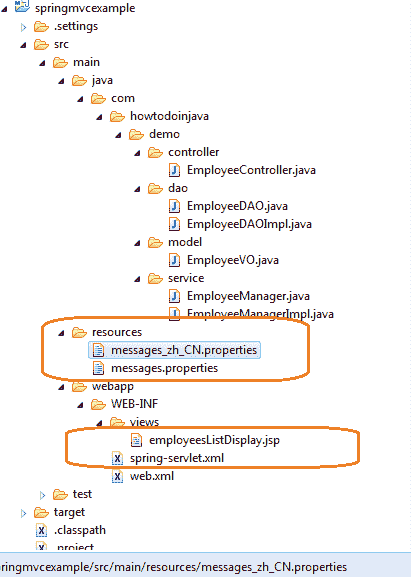 springmvcexample
.settings
src
main
java
com
howtodoinjava
demo
controller
EmployeeController.java
dao
EmployeeDAO.java
EmployeeDAOImpl.java
model
EmployeeVO.java
service
EmployeeManager.java
EmployeeManagerImpl.java
resources
messages_zh_CN.properties
messages.properties
webapp
WEB-INF
views
employeesListDisplay.jsp
spring-servlet.xml
web.xml
test
target
.classpath
.project
ringmvcexample/src/main/resources/messages_zh_CN.properties